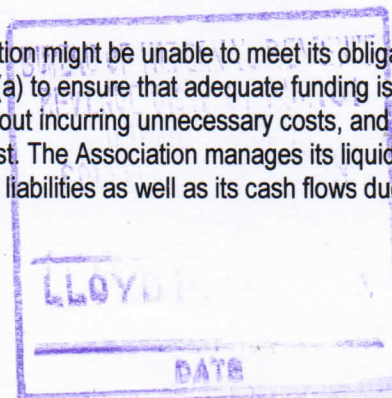 tion might be unable to meet its obliga
(a) to ensure that adequate funding is
out incurring unnecessary costs, and
st. The Association manages its liquid
liabilities as well as its cash flows du
LLOYD
DATE